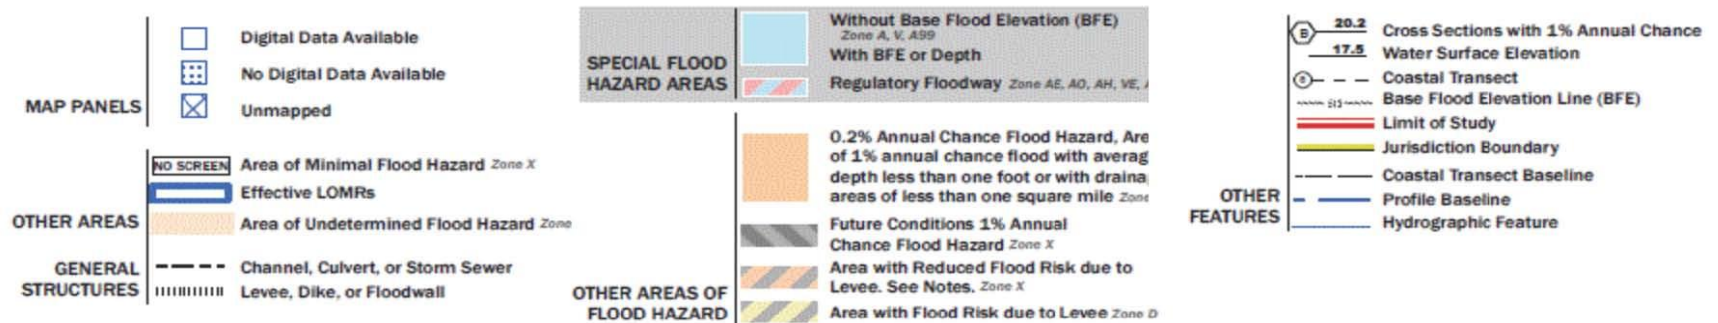 MAP PANELS
Digital Data Available
No Digital Data Available
Unmapped
OTHER AREAS
NO SCREEN Area of Minimal Flood Hazard Zone X
Effective LOMRs
Area of Undetermined Flood Hazard Zone
GENERAL
STRUCTURES
Channel, Culvert, or Storm Sewer
Levee, Dike, or Floodwall
SPECIAL FLOOD
HAZARD AREAS
Without Base Flood Elevation (BFE)
Zone A, V, A99
With BFE or Depth
Regulatory Floodway Zone AE, AO, AH, VE,
OTHER AREAS OF
FLOOD HAZARD
0.2% Annual Chance Flood Hazard, Are
of 1% annual chance flood with averag
depth less than one foot or with draina
areas of less than one square mile Zone
Future Conditions 1% Annual
Chance Flood Hazard Zone X
Area with Reduced Flood Risk due to
Levee. See Notes. Zone X
Area with Flood Risk due to Levee Zone D
OTHER
FEATURES
B 20.2 Cross Sections with 1% Annual Chance
17.5 Water Surface Elevation
Coastal Transect
513 Base Flood Elevation Line (BFE)
Limit of Study
Jurisdiction Boundary
Coastal Transect Baseline
Profile Baseline
Hydrographic Feature